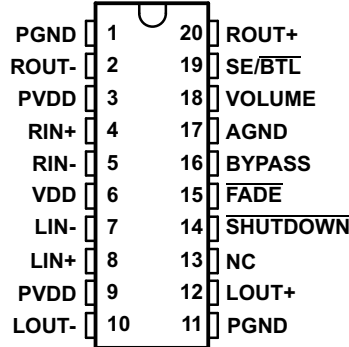 PGND 1 20 ROUT+
ROUT- 2 19 SE/BTL
PVDD 3 18 VOLUME
RIN+ 4 17 AGND
RIN- 5 16 BYPASS
VDD 6 15 FADE
LIN- 7 14 SHUTDOWN
LIN+ 8 13 NC
PVDD 9 12 LOUT+
LOUT- 10 11 PGND